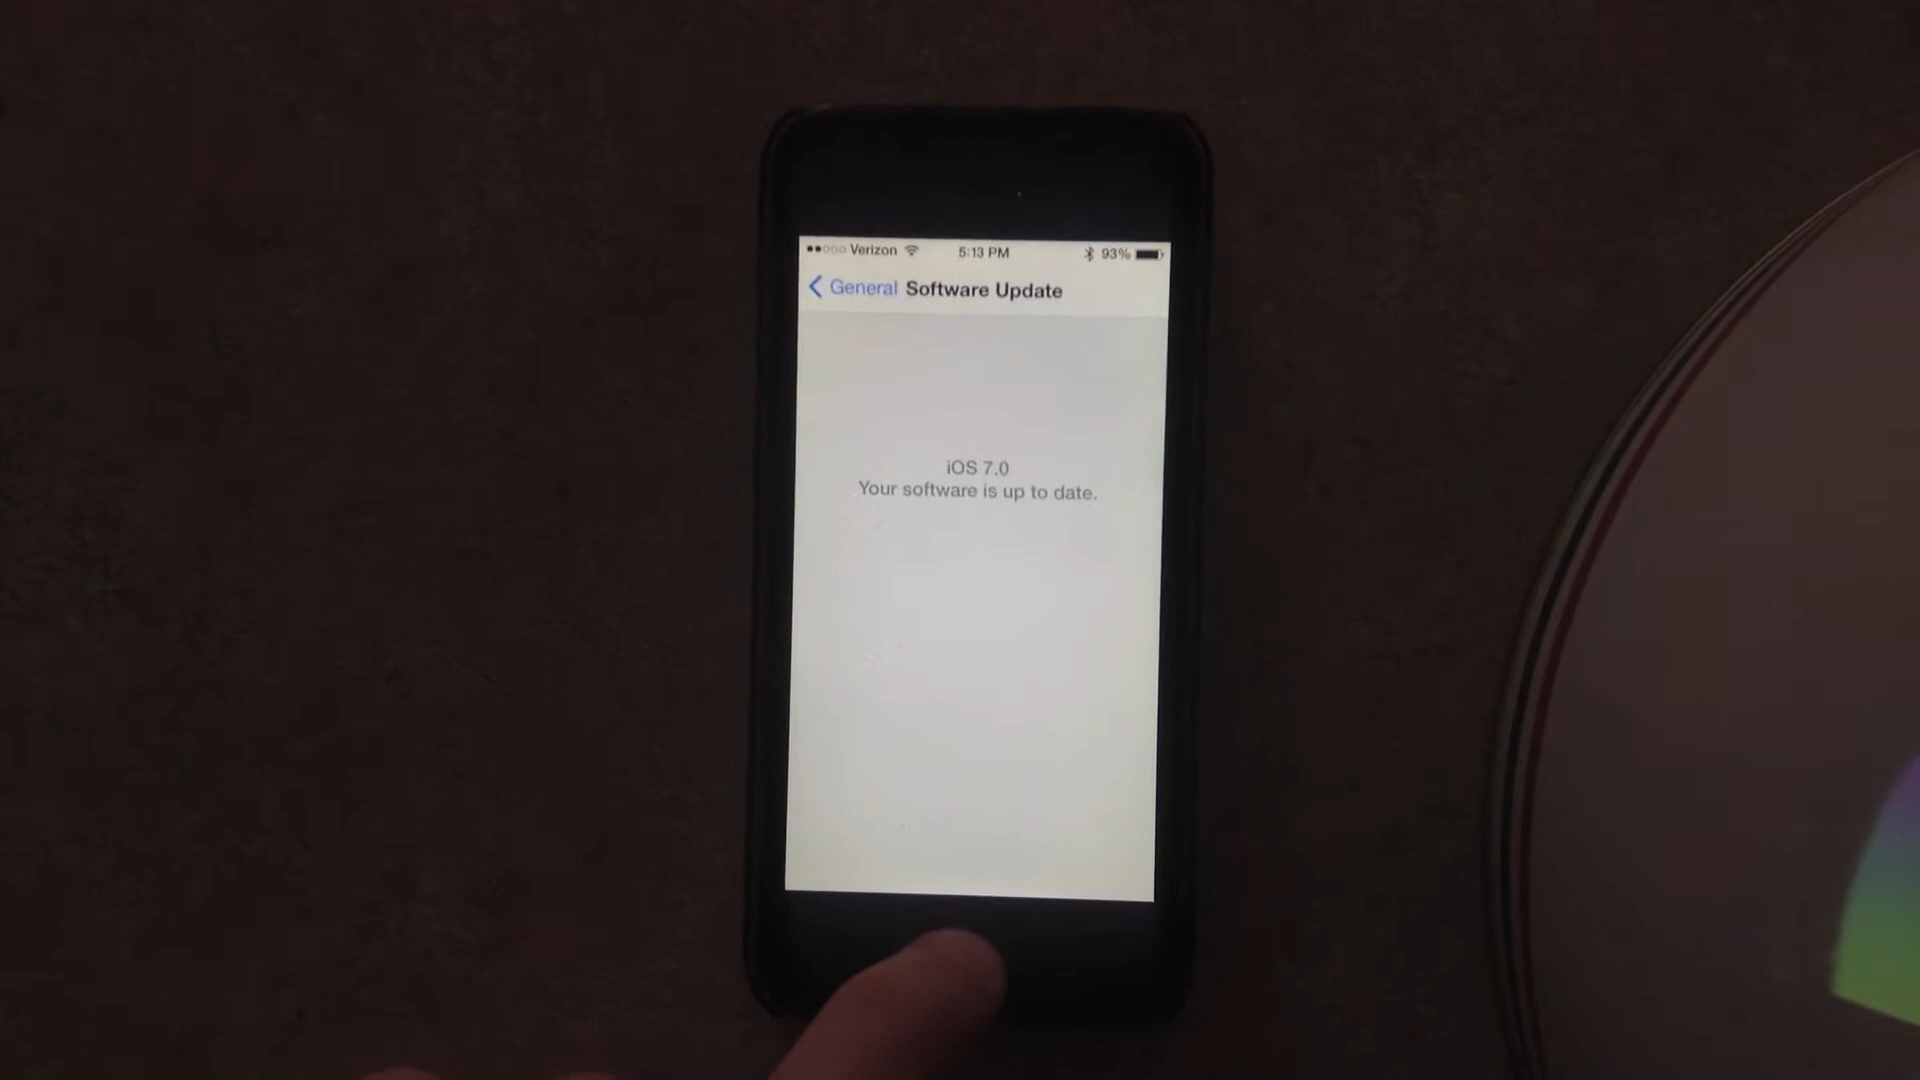 Verizon 5:13 PM 93%
General Software Update
iOS 7.0
Your software is up to date.